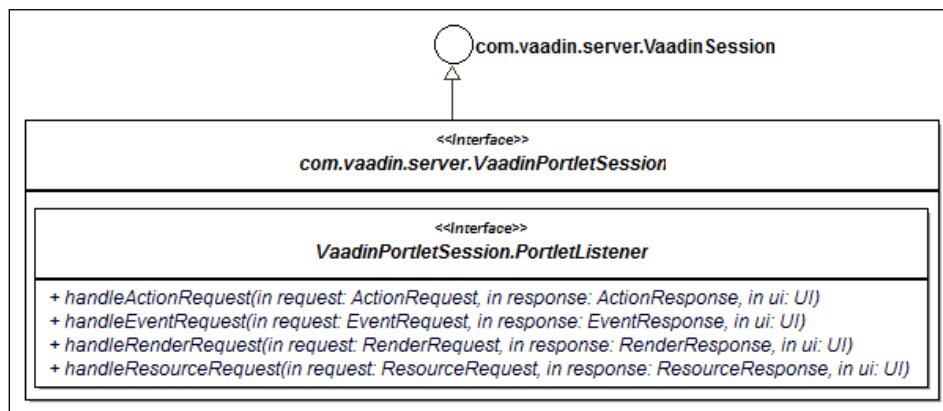 com.vaadin.server.VaadinSession
<<Interface>>
com.vaadin.server.VaadinPortletSession
<<Interface>>
VaadinPortletSession.PortletListener
+ handleActionRequest(in request: ActionRequest, in response: ActionResponse, in ui: UI)
+ handleEventRequest(in request: EventRequest, in response: EventResponse, in ui: UI)
+ handleRenderRequest(in request: RenderRequest, in response: RenderResponse, in ui: UI)
+ handleResourceRequest(in request: ResourceRequest, in response: ResourceResponse, in ui: UI)